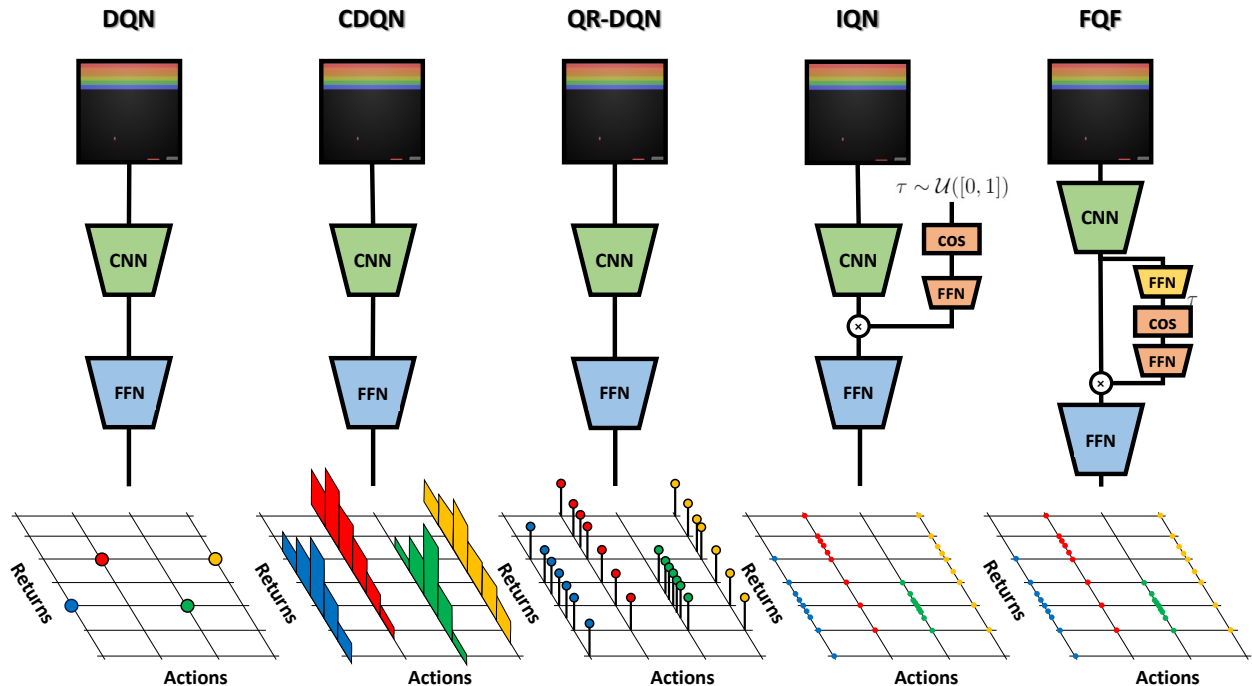 DQN CDQN QR-DQN IQN FQF
τ ∼ 𝒰([0, 1])
CNN
COS
CNN CNN CNN CNN
FFN
FFN
τ
COS
×
FFN
×
FFN FFN FFN FFN
FFN
Returns Returns Returns Returns Returns
Actions Actions Actions Actions Actions